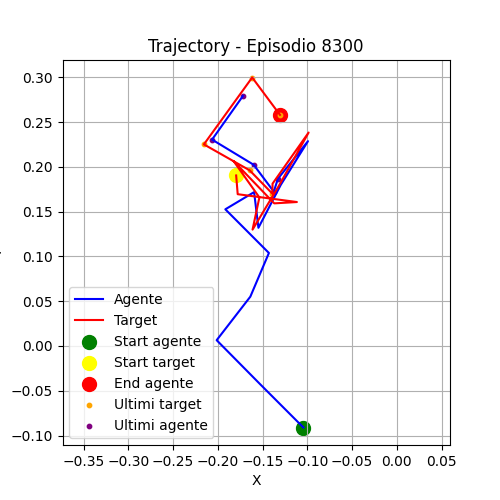 Trajectory - Episodio 8300
0.30
0.25
0.20
0.15
0.10
0.05
0.00
−0.05
−0.10
Agente
Target
Start agente
Start target
End agente
Ultimi target
Ultimi agente
−0.35 −0.30 −0.25 −0.20 −0.15 −0.10 −0.05 0.00 0.05
X